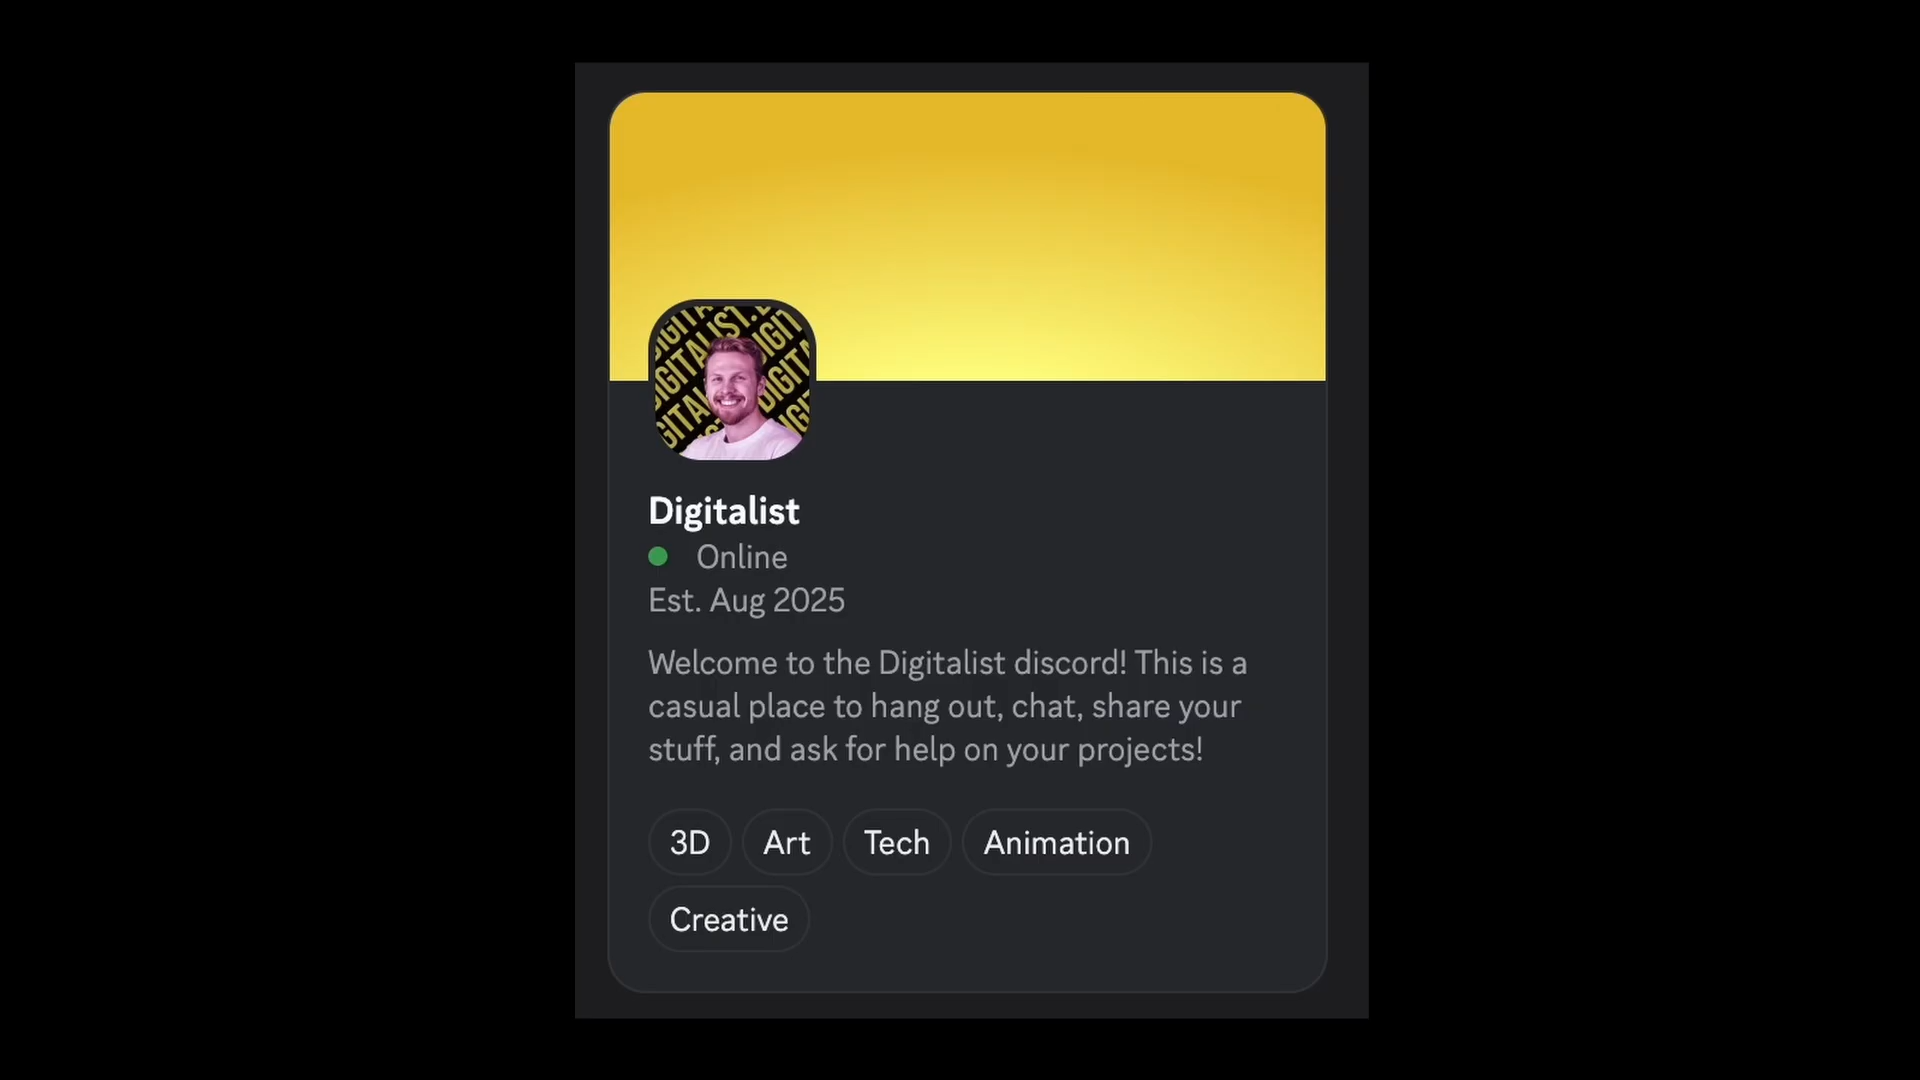 DIGITALIST.
Digitalist
Online
Est. Aug 2025
Welcome to the Digitalist discord! This is a
casual place to hang out, chat, share your
stuff, and ask for help on your projects!
3D Art Tech Animation
Creative